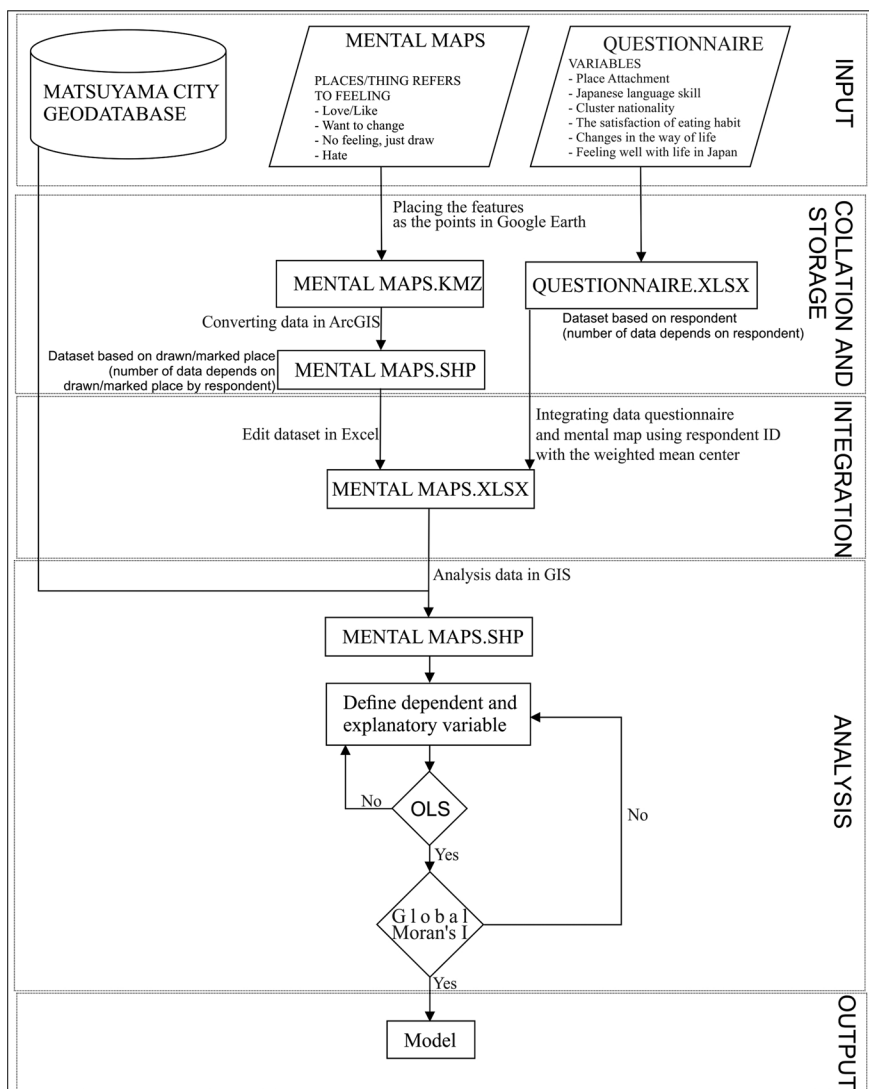 MATSUYAMA CITY
GEODATABASE
MENTAL MAPS
PLACES/THING REFERS
TO FEELING
- Love/Like
- Want to change
- No feeling, just draw
- Hate
QUESTIONNAIRE
VARIABLES
- Place Attachment
- Japanese language skill
- Cluster nationality
- The satisfaction of eating habit
- Changes in the way of life
- Feeling well with life in Japan
INPUT
Placing the features
as the points in Google Earth
MENTAL MAPS.KMZ
QUESTIONNAIRE.XLSX
Dataset based on respondent
(number of data depends on respondent)
Converting data in ArcGIS
Dataset based on drawn/marked place
(number of data depends on
drawn/marked place by respondent)
MENTAL MAPS.SHP
COLLATION AND
STORAGE
Edit dataset in Excel
Integrating data questionnaire
and mental map using respondent ID
with the weighted mean center
MENTAL MAPS.XLSX
INTEGRATION
Analysis data in GIS
MENTAL MAPS.SHP
Define dependent and
explanatory variable
No
OLS
No
Yes
Global
Moran's I
Yes
ANALYSIS
Model
OUTPUT